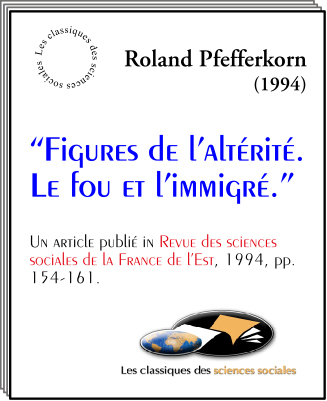 Les classiques des sciences sociales
Roland Pfefferkorn
(1994)
“Figures de l’altérité.
Le fou et l’immigré.”
Un article publié in Revue des sciences
sociales de la France de l’Est, 1994, pp.
154-161.
Les classiques des sciences sociales